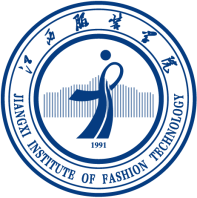 江西服装学院
1991
JIANGXI INSTITUTE OF FASHION TECHNOLOGY